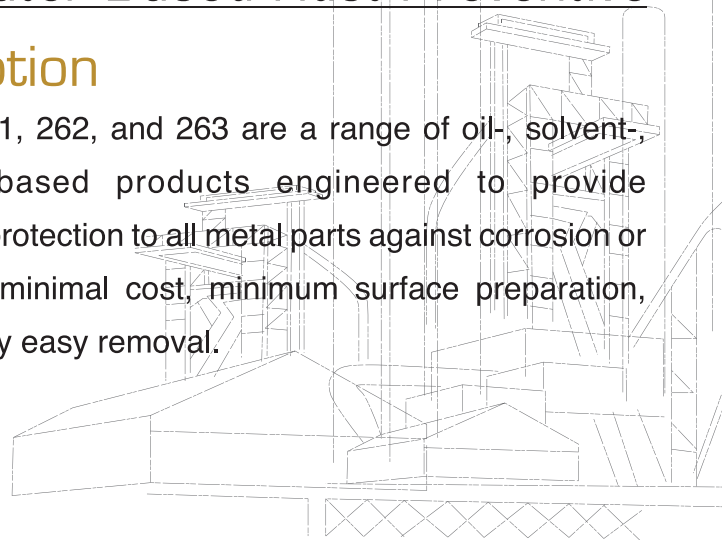 ption
1, 262, and 263 are a range of oil-, solvent-,
based products engineered to provide
protection to all metal parts against corrosion or
minimal cost, minimum surface preparation,
y easy removal.